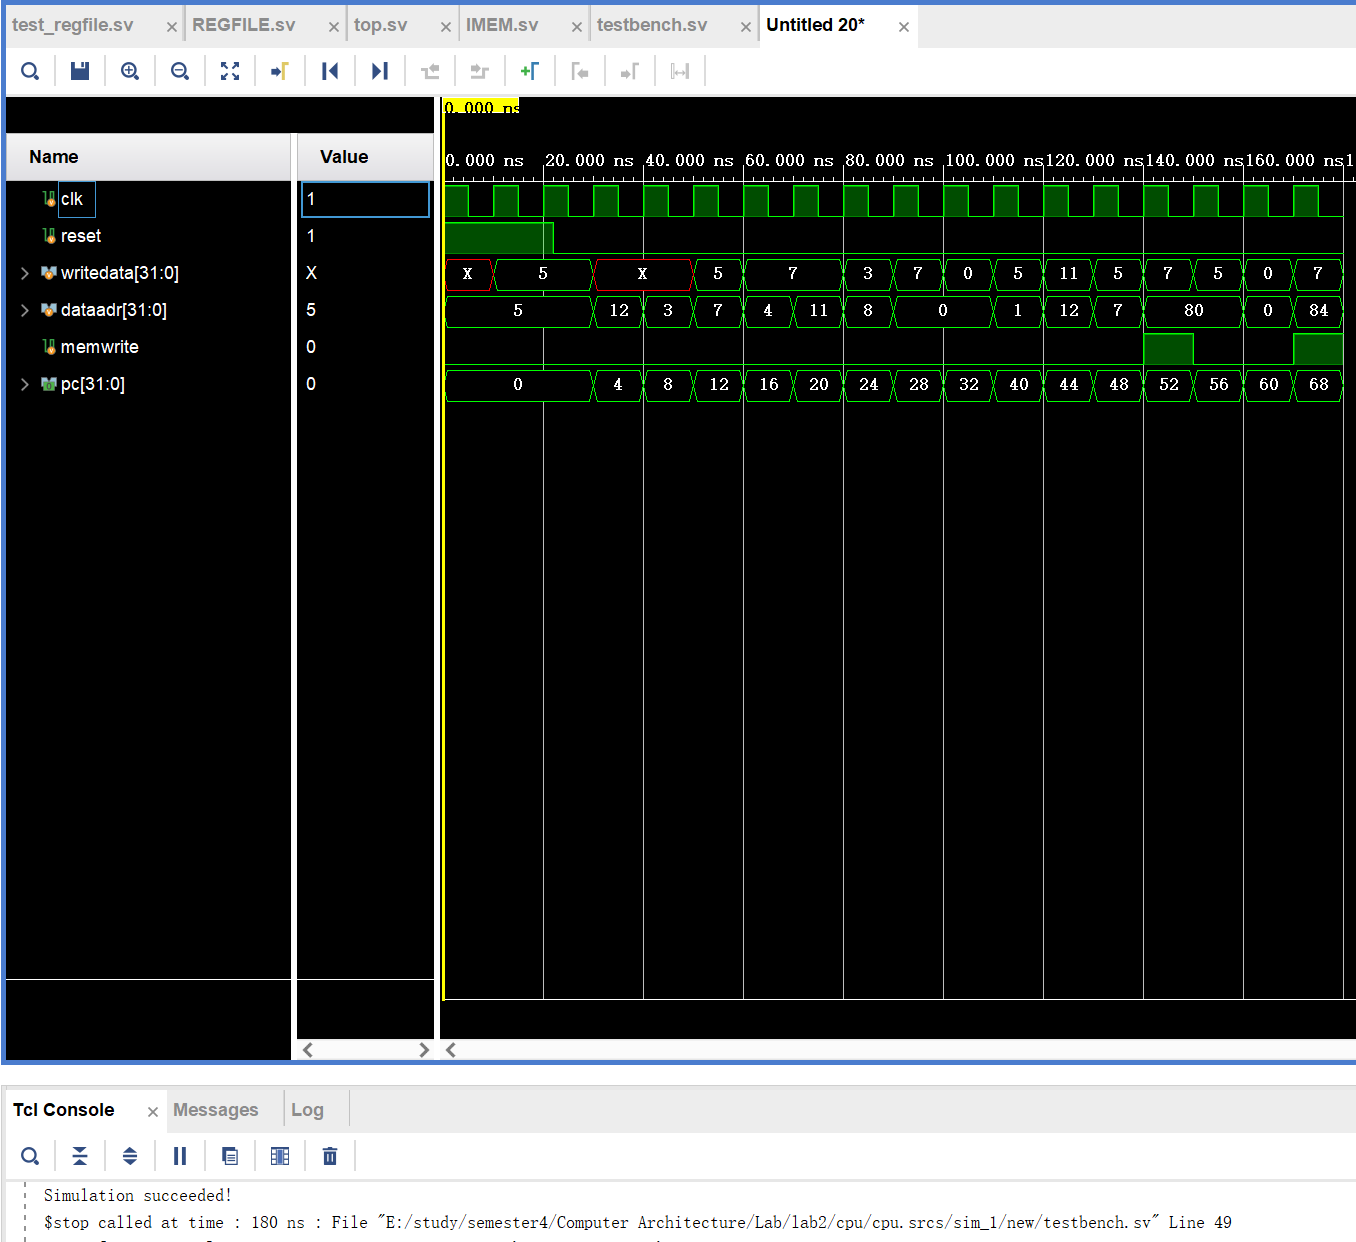 test_regfile.sv × REGFILE.sv × top.sv × IMEM.sv × testbench.sv × Untitled 20* ×
0.000 ns
Name Value
0.000 ns 20.000 ns 40.000 ns 60.000 ns 80.000 ns 100.000 ns 120.000 ns 140.000 ns 160.000 ns 1
clk 1
reset 1
writedata[31:0] X X 5 X 5 7 3 7 0 5 11 5 7 5 0 7
dataadr[31:0] 5 5 12 3 7 4 11 8 0 1 12 7 80 0 84
memwrite 0
pc[31:0] 0 0 4 8 12 16 20 24 28 32 40 44 48 52 56 60 68
Tcl Console × Messages Log
Simulation succeeded!
$stop called at time : 180 ns : File "E:/study/semester4/Computer Architecture/Lab/lab2/cpu/cpu.srcs/sim_1/new/testbench.sv" Line 49